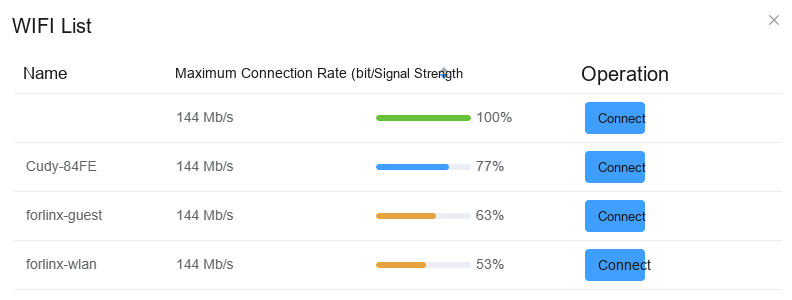 WIFI List
Name Maximum Connection Rate (bit/Signal Strength Operation
144 Mb/s 100% Connect
Cudy-84FE 144 Mb/s 77% Connect
forlinx-guest 144 Mb/s 63% Connect
forlinx-wlan 144 Mb/s 53% Connect